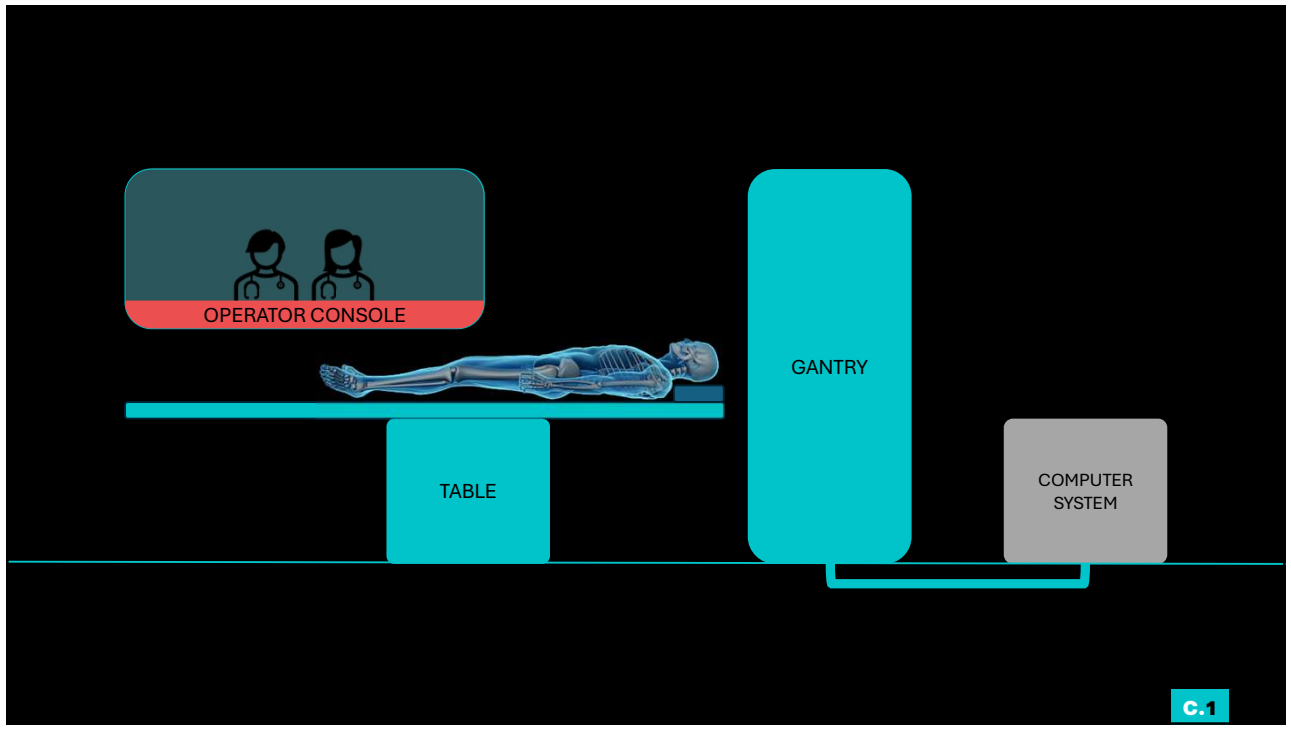 OPERATOR CONSOLE
GANTRY
TABLE
COMPUTER
SYSTEM
C.1